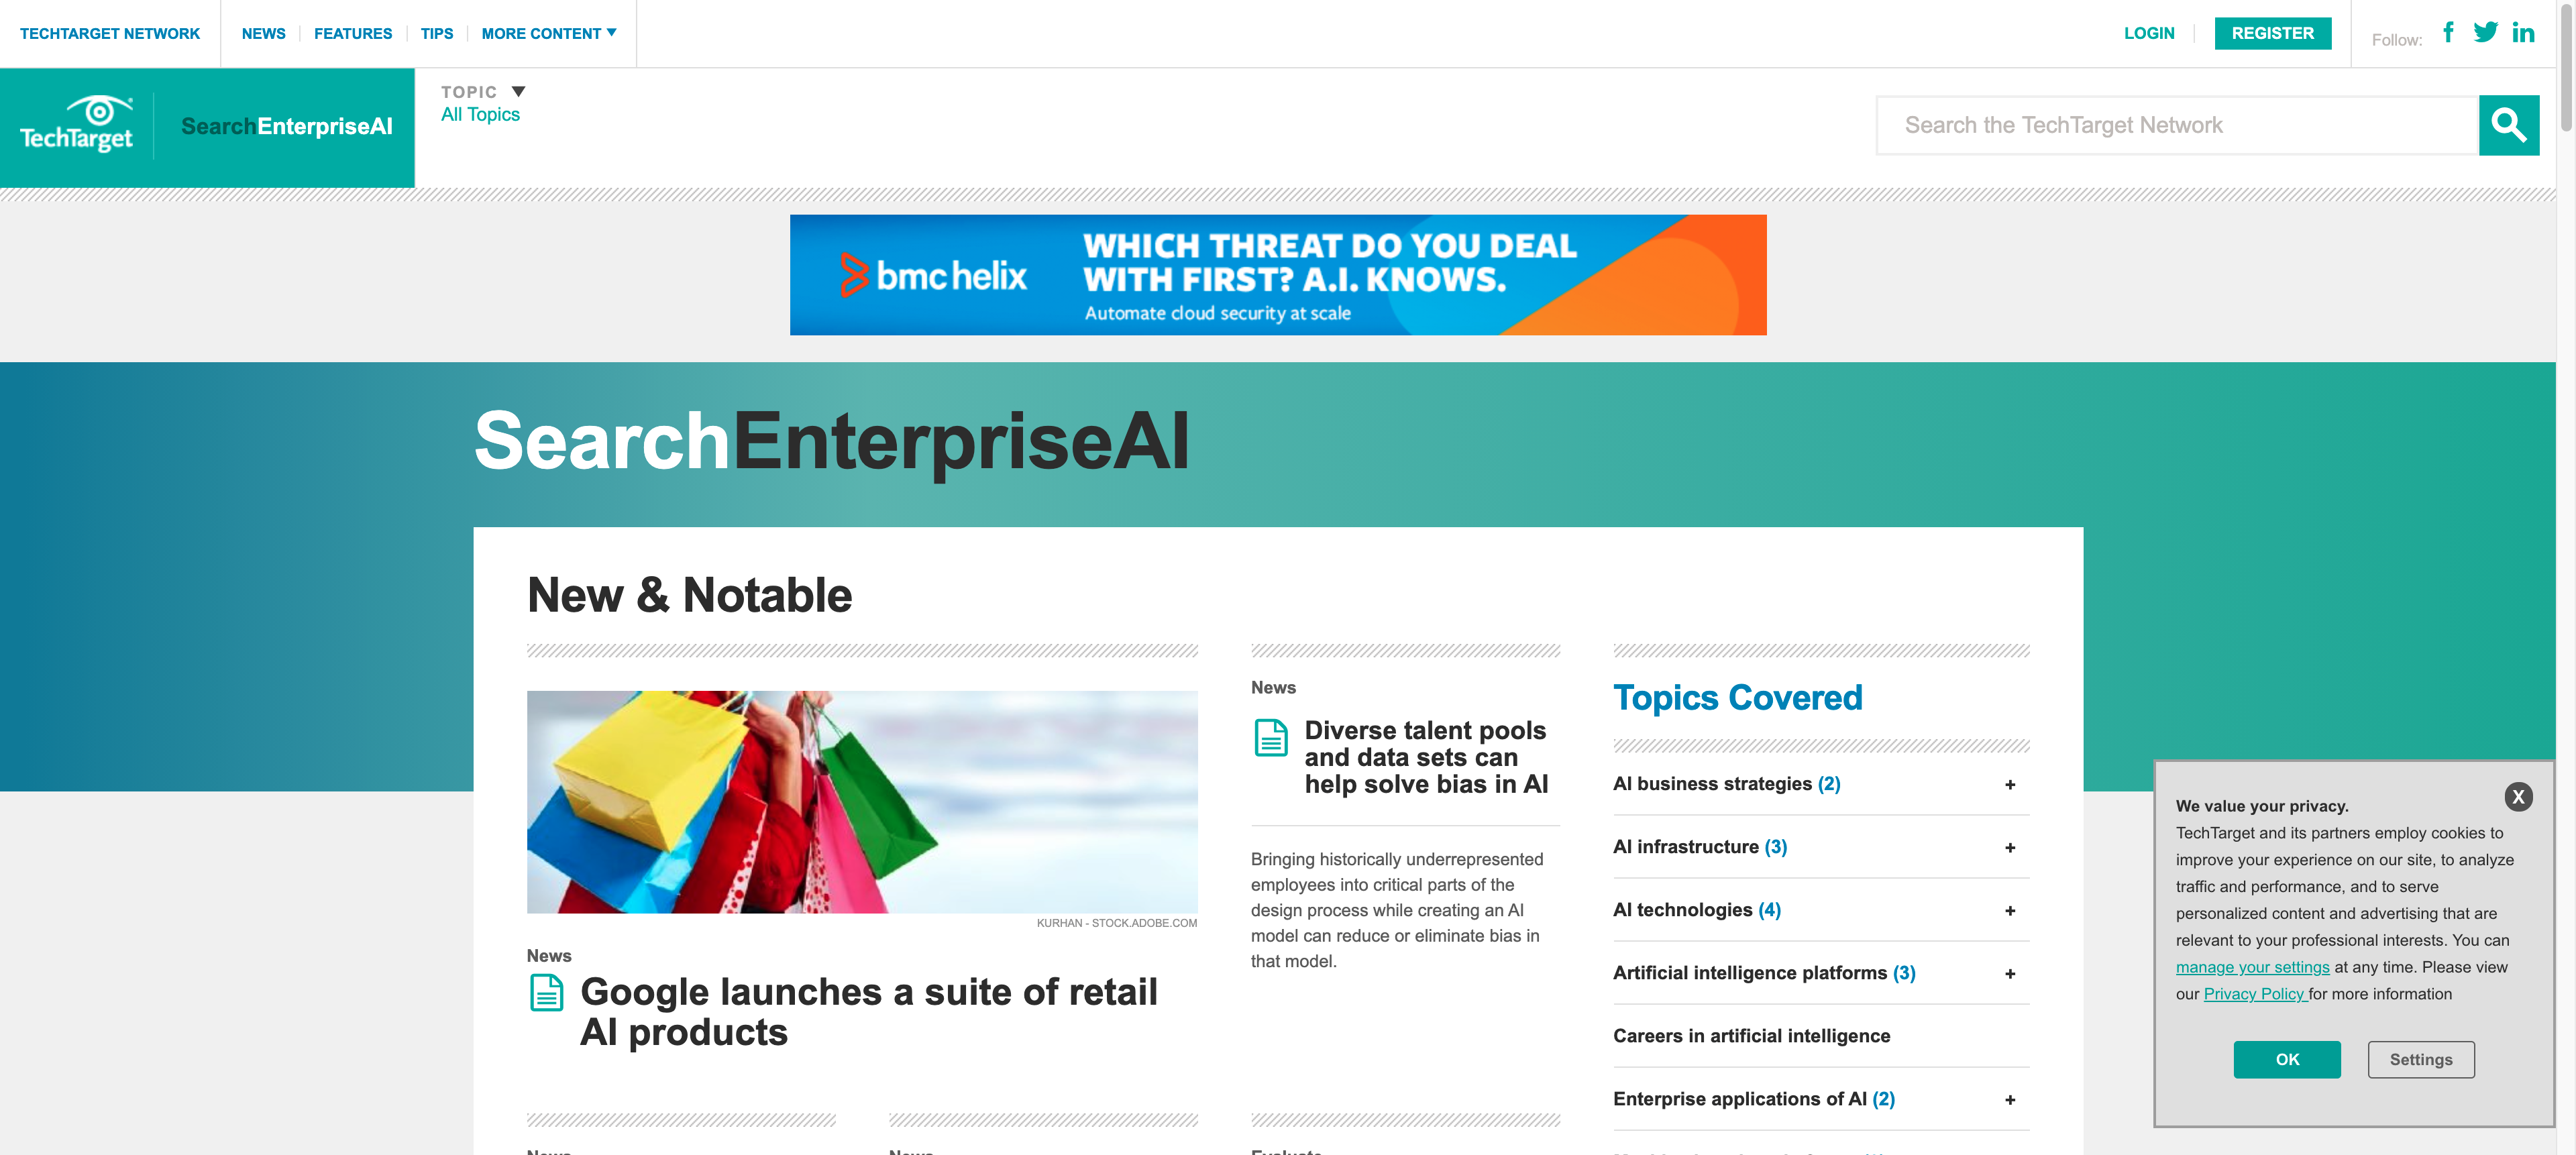 TECHTARGET NETWORK
NEWS
FEATURES
TIPS
MORE CONTENT
LOGIN
REGISTER
Follow:
TechTarget
SearchEnterpriseAI
TOPIC
All Topics
Search the TechTarget Network
bmc helix
WHICH THREAT DO YOU DEAL
WITH FIRST? A.I. KNOWS.
Automate cloud security at scale
SearchEnterpriseAI
New & Notable
KURHAN - STOCK.ADOBE.COM
News
Google launches a suite of retail
AI products
News
Diverse talent pools
and data sets can
help solve bias in AI
Bringing historically underrepresented
employees into critical parts of the
design process while creating an AI
model can reduce or eliminate bias in
that model.
Topics Covered
AI business strategies (2) +
AI infrastructure (3) +
AI technologies (4) +
Artificial intelligence platforms (3) +
Careers in artificial intelligence
Enterprise applications of AI (2) +
We value your privacy.
X
TechTarget and its partners employ cookies to
improve your experience on our site, to analyze
traffic and performance, and to serve
personalized content and advertising that are
relevant to your professional interests. You can
manage your settings at any time. Please view
our Privacy Policy for more information
OK
Settings